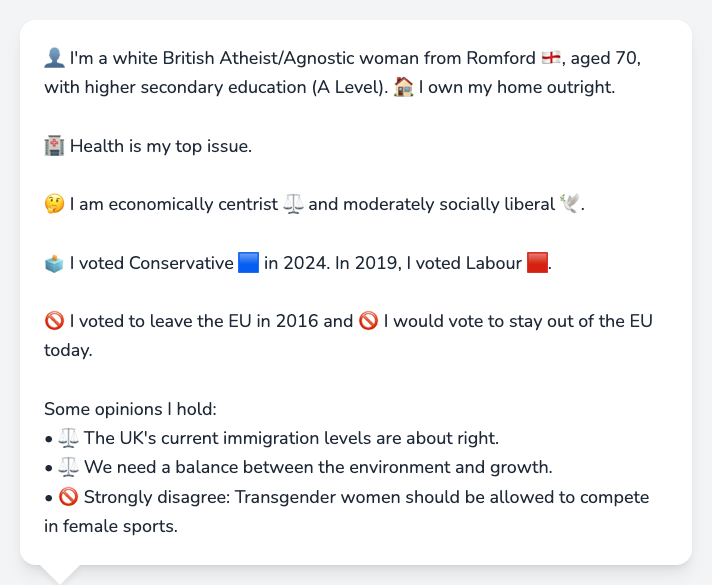 👤 I'm a white British Atheist/Agnostic woman from Romford 🏴󠁧󠁢󠁥󠁮󠁧󠁿, aged 70,
with higher secondary education (A Level). 🏠 I own my home outright.
🏥 Health is my top issue.
🤔 I am economically centrist ⚖️ and moderately socially liberal 🕊️.
🗳️ I voted Conservative 🟦 in 2024. In 2019, I voted Labour 🟥.
🚫 I voted to leave the EU in 2016 and 🚫 I would vote to stay out of the EU
today.
Some opinions I hold:
• ⚖️ The UK's current immigration levels are about right.
• ⚖️ We need a balance between the environment and growth.
• 🚫 Strongly disagree: Transgender women should be allowed to compete
in female sports.